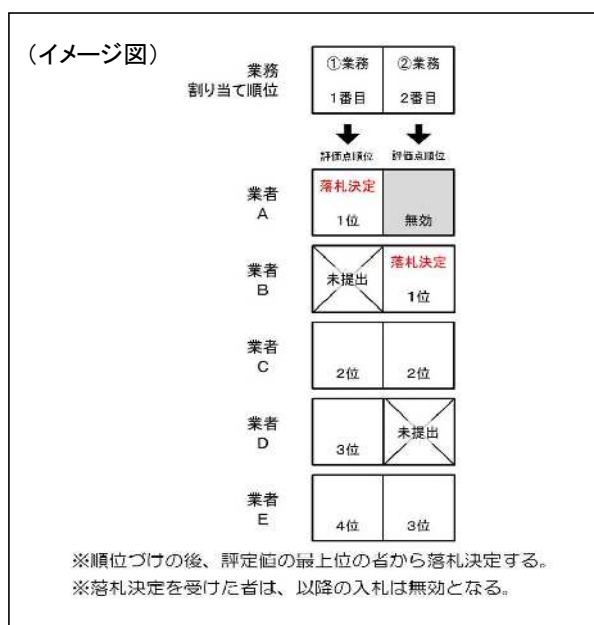 （イメージ図）
業務
割り当て順位
①業務 ②業務
1番目 2番目
評価点順位 評価点順位
業者
A
落札決定
1位 無効
業者
B
未提出 落札決定
1位
業者
C
2位 2位
業者
D
3位 未提出
業者
E
4位 3位
※順位づけの後、評定値の最上位の者から落札決定する。
※落札決定を受けた者は、以降の入札は無効となる。